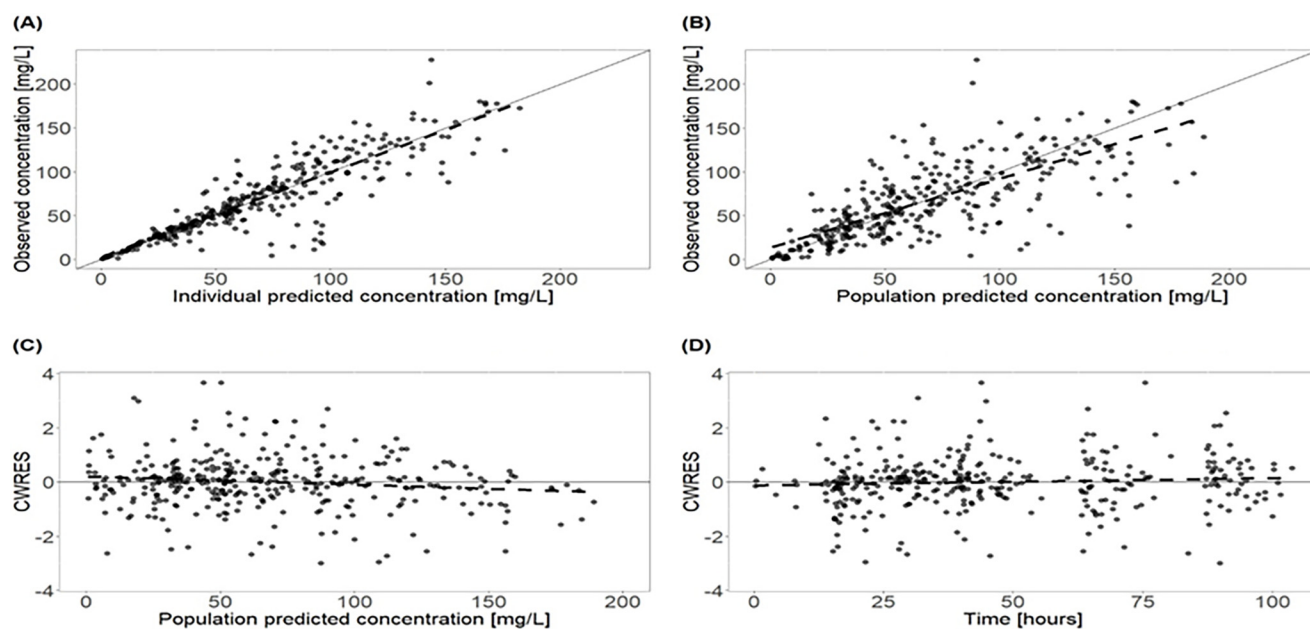 (A)
Observed concentration [mg/L]
200
150
100
50
0
0 50 100 150 200
Individual predicted concentration [mg/L]
(B)
Observed concentration [mg/L]
200
150
100
50
0
0 50 100 150 200
Population predicted concentration [mg/L]
(C)
CWRES
4
2
0
-2
-4
0 50 100 150 200
Population predicted concentration [mg/L]
(D)
CWRES
4
2
0
-2
-4
0 25 50 75 100
Time [hours]